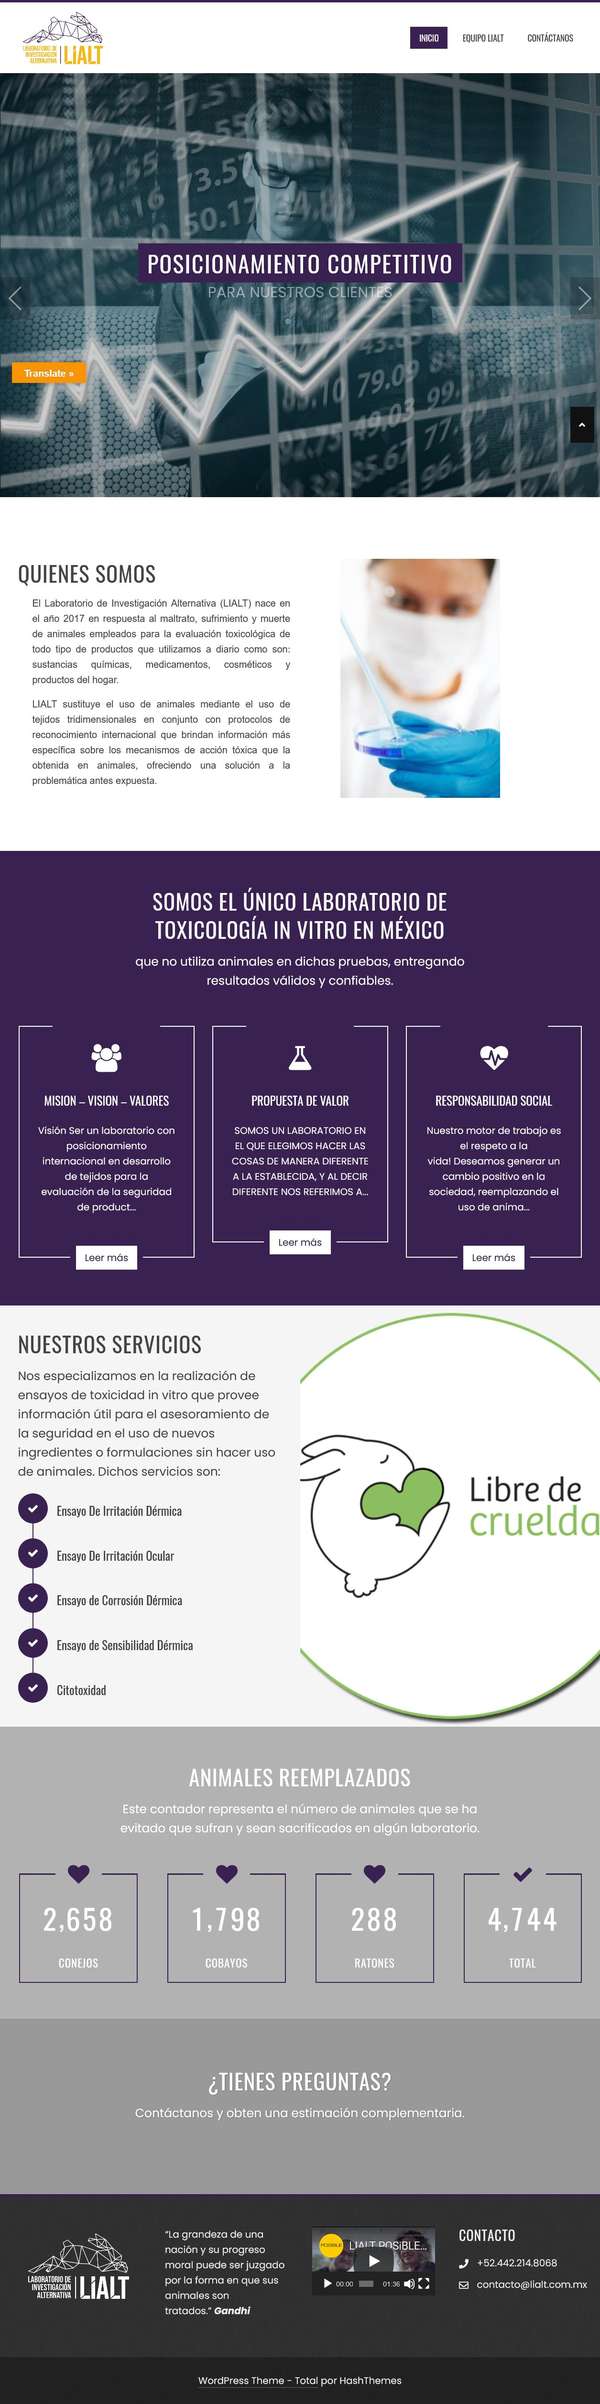 LABORATORIO DE
INVESTIGACIÓN
ALTERNATIVA
LIALT
INICIO
EQUIPO LIALT
CONTÁCTANOS
POSICIONAMIENTO COMPETITIVO
PARA NUESTROS CLIENTES
Translate »
QUIENES SOMOS
El Laboratorio de Investigación Alternativa (LIALT) nace en
el año 2017 en respuesta al maltrato, sufrimiento y muerte
de animales empleados para la evaluación toxicológica de
todo tipo de productos que utilizamos a diario como son:
sustancias químicas, medicamentos, cosméticos y
productos del hogar.
LIALT sustituye el uso de animales mediante el uso de
tejidos tridimensionales en conjunto con protocolos de
reconocimiento internacional que brindan información más
específica sobre los mecanismos de acción tóxica que la
obtenida en animales, ofreciendo una solución a la
problemática antes expuesta.
SOMOS EL ÚNICO LABORATORIO DE
TOXICOLOGÍA IN VITRO EN MÉXICO
que no utiliza animales en dichas pruebas, entregando
resultados válidos y confiables.
MISION – VISION – VALORES
Visión Ser un laboratorio con
posicionamiento
internacional en desarrollo
de tejidos para la
evaluación de la seguridad
de product...
Leer más
PROPUESTA DE VALOR
SOMOS UN LABORATORIO EN
EL QUE ELEGIMOS HACER LAS
COSAS DE MANERA DIFERENTE
A LA ESTABLECIDA, Y AL DECIR
DIFERENTE NOS REFERIMOS A...
Leer más
RESPONSABILIDAD SOCIAL
Nuestro motor de trabajo es
el respeto a la
vida! Deseamos generar un
cambio positivo en la
sociedad, reemplazando el
uso de anima...
Leer más
NUESTROS SERVICIOS
Nos especializamos en la realización de
ensayos de toxicidad in vitro que provee
información útil para el asesoramiento de
la seguridad en el uso de nuevos
ingredientes o formulaciones sin hacer uso
de animales. Dichos servicios son:
Ensayo De Irritación Dérmica
Ensayo De Irritación Ocular
Ensayo de Corrosión Dérmica
Ensayo de Sensibilidad Dérmica
Citotoxidad
Libre de
cruelda
ANIMALES REEMPLAZADOS
Este contador representa el número de animales que se ha
evitado que sufran y sean sacrificados en algún laboratorio.
2,658
CONEJOS
1,798
COBAYOS
288
RATONES
4,744
TOTAL
¿TIENES PREGUNTAS?
Contáctanos y obten una estimación complementaria.
LABORATORIO DE
INVESTIGACIÓN
ALTERNATIVA
LIALT
“La grandeza de una
nación y su progreso
moral puede ser juzgado
por la forma en que sus
animales son
tratados.” Gandhi
LIALT POSiBLE...
00:00
01:36
CONTACTO
+52.442.214.8068
contacto@lialt.com.mx
WordPress Theme - Total por HashThemes